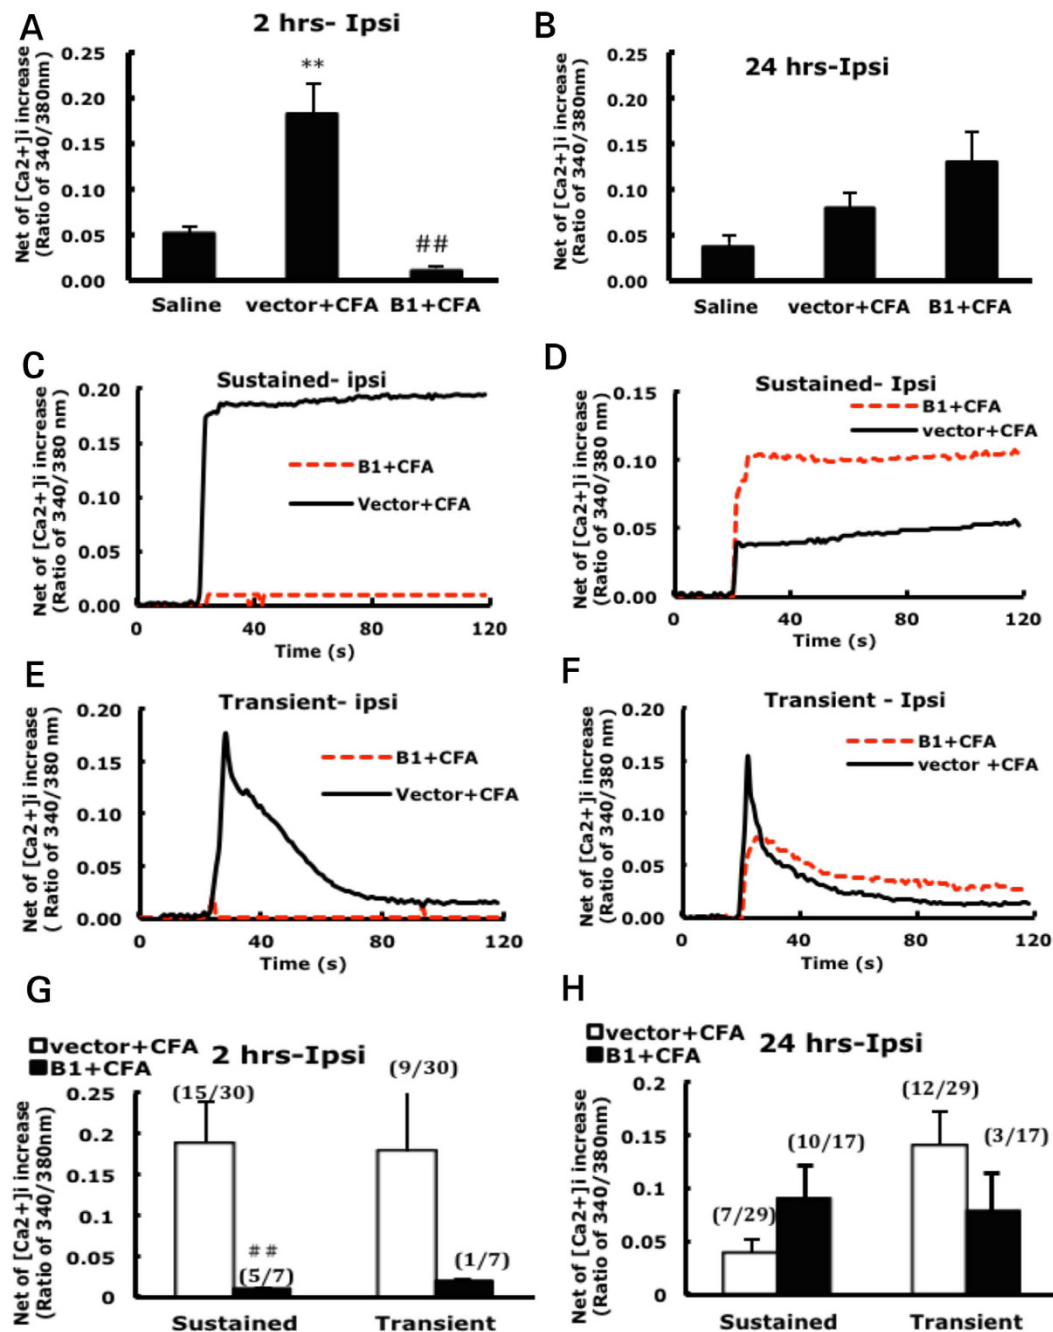 A
2 hrs- Ipsi
Net of [Ca2+]i increase
(Ratio of 340/380nm)
0.25
0.20
0.15
0.10
0.05
0.00
**
##
Saline vector+CFA B1+CFA
B
24 hrs-Ipsi
Net of [Ca2+]i increase
(Ratio of 340/380nm)
0.25
0.20
0.15
0.10
0.05
0.00
Saline vector+CFA B1+CFA
C
Sustained- ipsi
Net of [Ca2+]i increase
(Ratio of 340/380 nm)
0.20
0.15
0.10
0.05
0.00
B1+CFA
Vector+CFA
0 40 80 120
Time (s)
D
Sustained- Ipsi
Net of [Ca2+]i increase
(Ratio of 340/380 nm)
0.15
0.10
0.05
0.00
B1+CFA
vector+CFA
0 40 80 120
Time (s)
E
Transient- ipsi
Net of [Ca2+]i increase
( Ratio of 340/380 nm)
0.20
0.15
0.10
0.05
0.00
B1+CFA
Vector+CFA
0 40 80 120
Time (s)
F
Transient - Ipsi
Net of [Ca2+]i increase
(Ratio of 340/380 nm)
0.20
0.15
0.10
0.05
0.00
B1+CFA
vector +CFA
0 40 80 120
Time (s)
G
vector+CFA
B1+CFA
2 hrs-Ipsi
Net of [Ca2+]i increase
(Ratio of 340/380nm)
0.25
0.2
0.15
0.1
0.05
0
(15/30)
(9/30)
##
(5/7)
(1/7)
Sustained Transient
H
vector+CFA
B1+CFA
24 hrs-Ipsi
Net of [Ca2+]i increase
(Ratio of 340/380nm)
0.2
0.15
0.1
0.05
0
(7/29)
(10/17)
(12/29)
(3/17)
Sustained Transient